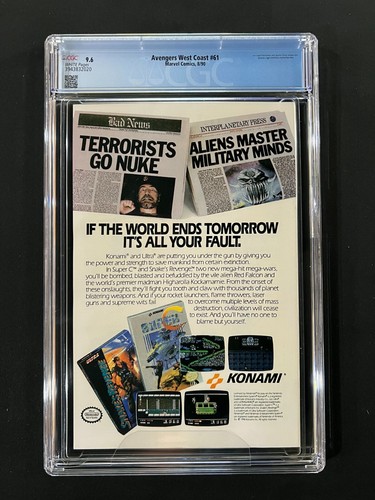 CGC
9.6
WHITE Pages
3943832020
Avengers West Coast #61
Marvel Comics, 8/90
Bad News
TERRORISTS
GO NUKE
INTERPLANETARY PRESS
ALIENS MASTER
MILITARY MINDS
IF THE WORLD ENDS TOMORROW
IT'S ALL YOUR FAULT.
Konami® and Ultra® are putting you under the gun by giving you
the power and strength to save mankind from certain extinction.
In Super C™ and Snake's Revenge,™ two new mega-hit mega-wars,
you'll be bombed, blasted and befuddled by the vile alien Red Falcon and
the world's premier madman Higharolla Kockamamie. From the onset of
these onslaughts, they'll fight you tooth and claw with thousands of planet
blistering weapons. And if your rocket launchers, flame throwers, laser
guns and supreme wits fail to overcome multiple levels of mass
destruction, civilization will cease
to exist. And you'll have no one to
blame but yourself.
KONAMI®